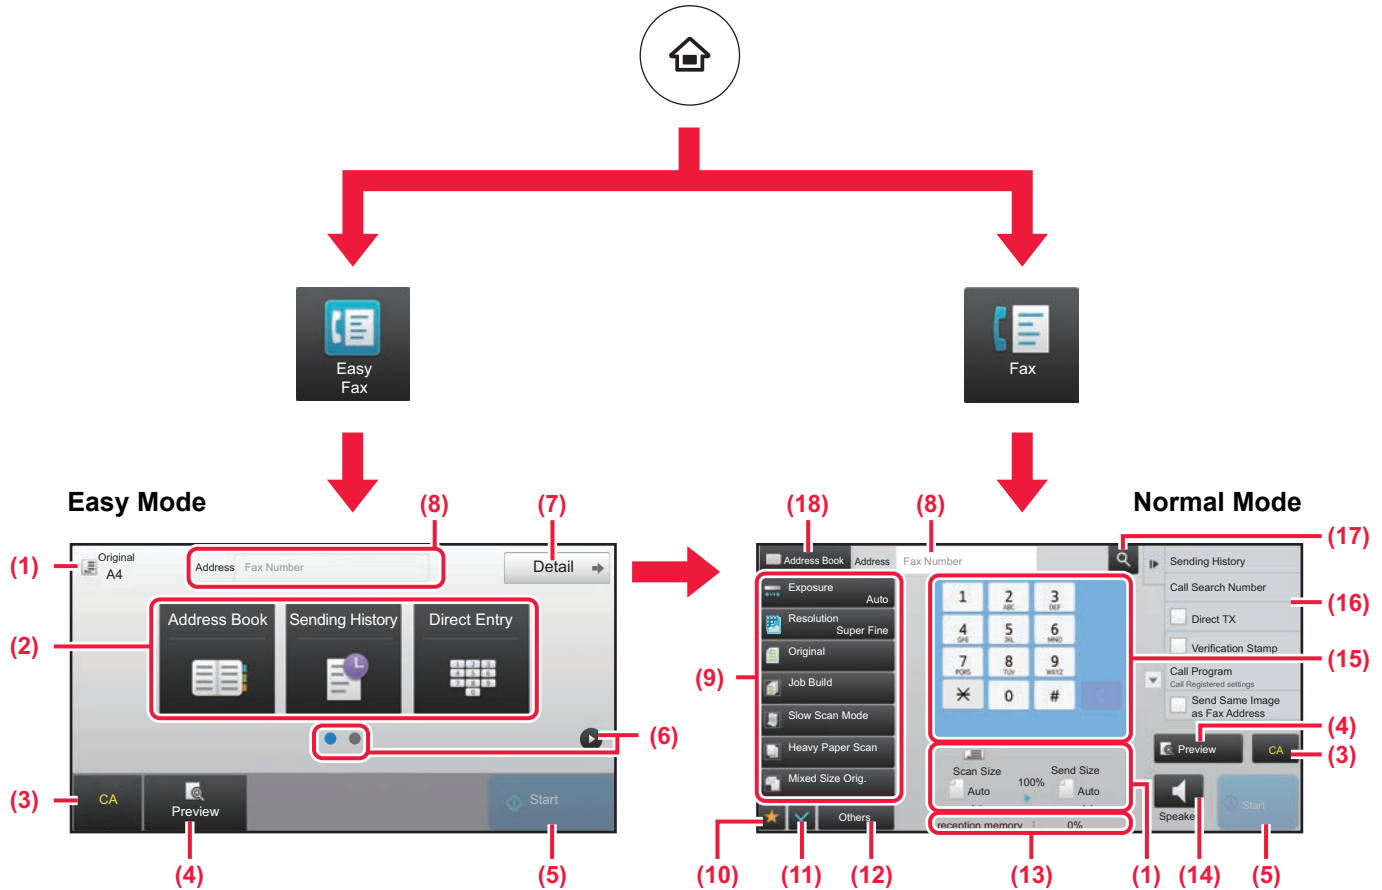 Easy
Fax
Fax
Easy Mode
Normal Mode
(8)
(7)
(18)
(8)
(17)
(1)
Original
A4
Address
Fax Number
Detail
(2)
Address Book
Sending History
Direct Entry
(6)
(3)
CA
Preview
Start
(4)
(5)
Address Book
Address
Fax Number
Sending History
Call Search Number
(16)
Direct TX
Verification Stamp
(15)
Call Program
Call Registered settings
Send Same Image
as Fax Address
(4)
Preview
CA
(3)
(9)
Exposure
Auto
Resolution
Super Fine
Original
Job Build
Slow Scan Mode
Heavy Paper Scan
Mixed Size Orig.
Others
1
2
ABC
3
DEF
4
GHI
5
JKL
6
MNO
7
PQRS
8
TUV
9
WXYZ
0
#
C
Scan Size
Auto
100%
Send Size
Auto
reception memory : 0%
Speake
Start
(10)
(11)
(12)
(13)
(1)
(14)
(5)